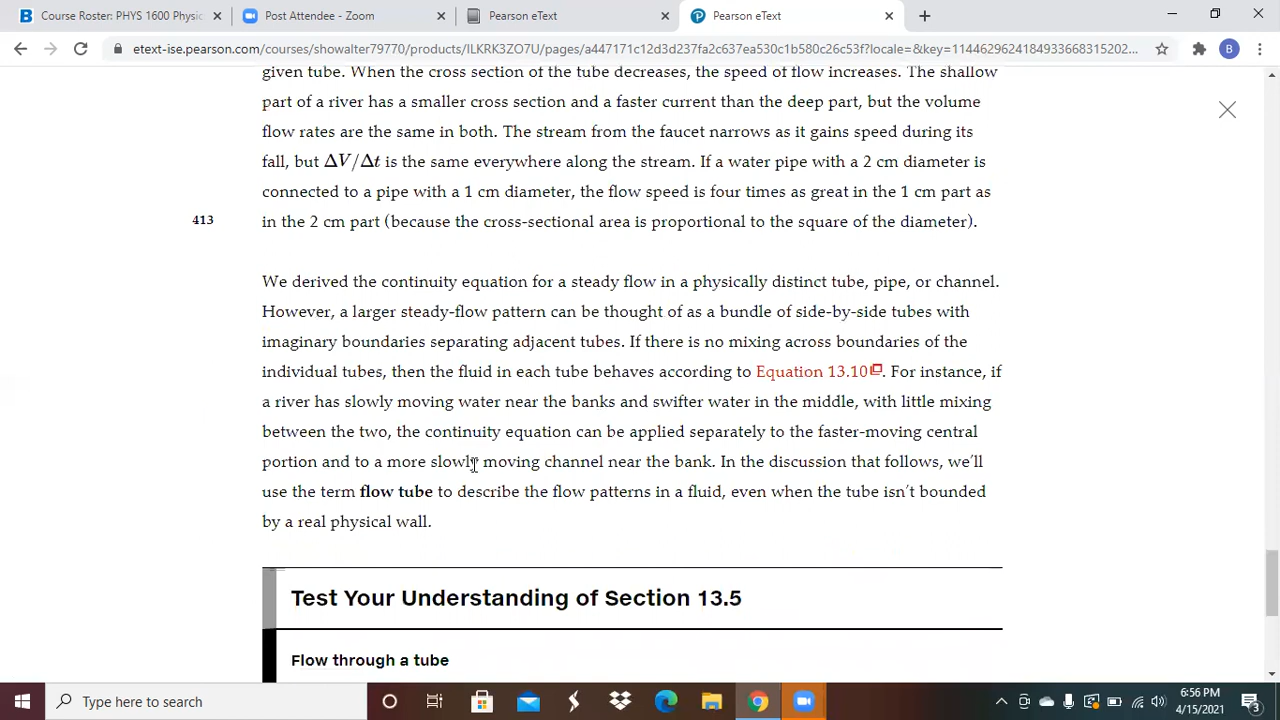 Course Roster: PHYS 1600 Physic
Post Attendee - Zoom
Pearson eText
Pearson eText
etext-ise.pearson.com/courses/showalter79770/products/ILKRK3ZO7U/pages/a447171c12d3d237fa2c637ea530c1b580c26c53f?locale=&key=1144629624184933668315202...
B
given tube. When the cross section of the tube decreases, the speed of flow increases. The shallow
part of a river has a smaller cross section and a faster current than the deep part, but the volume
flow rates are the same in both. The stream from the faucet narrows as it gains speed during its
fall, but ΔV/Δt is the same everywhere along the stream. If a water pipe with a 2 cm diameter is
connected to a pipe with a 1 cm diameter, the flow speed is four times as great in the 1 cm part as
413
in the 2 cm part (because the cross-sectional area is proportional to the square of the diameter).
We derived the continuity equation for a steady flow in a physically distinct tube, pipe, or channel.
However, a larger steady-flow pattern can be thought of as a bundle of side-by-side tubes with
imaginary boundaries separating adjacent tubes. If there is no mixing across boundaries of the
individual tubes, then the fluid in each tube behaves according to Equation 13.10. For instance, if
a river has slowly moving water near the banks and swifter water in the middle, with little mixing
between the two, the continuity equation can be applied separately to the faster-moving central
portion and to a more slowly moving channel near the bank. In the discussion that follows, we'll
use the term flow tube to describe the flow patterns in a fluid, even when the tube isn't bounded
by a real physical wall.
Test Your Understanding of Section 13.5
Flow through a tube
Type here to search
6:56 PM
4/15/2021
3